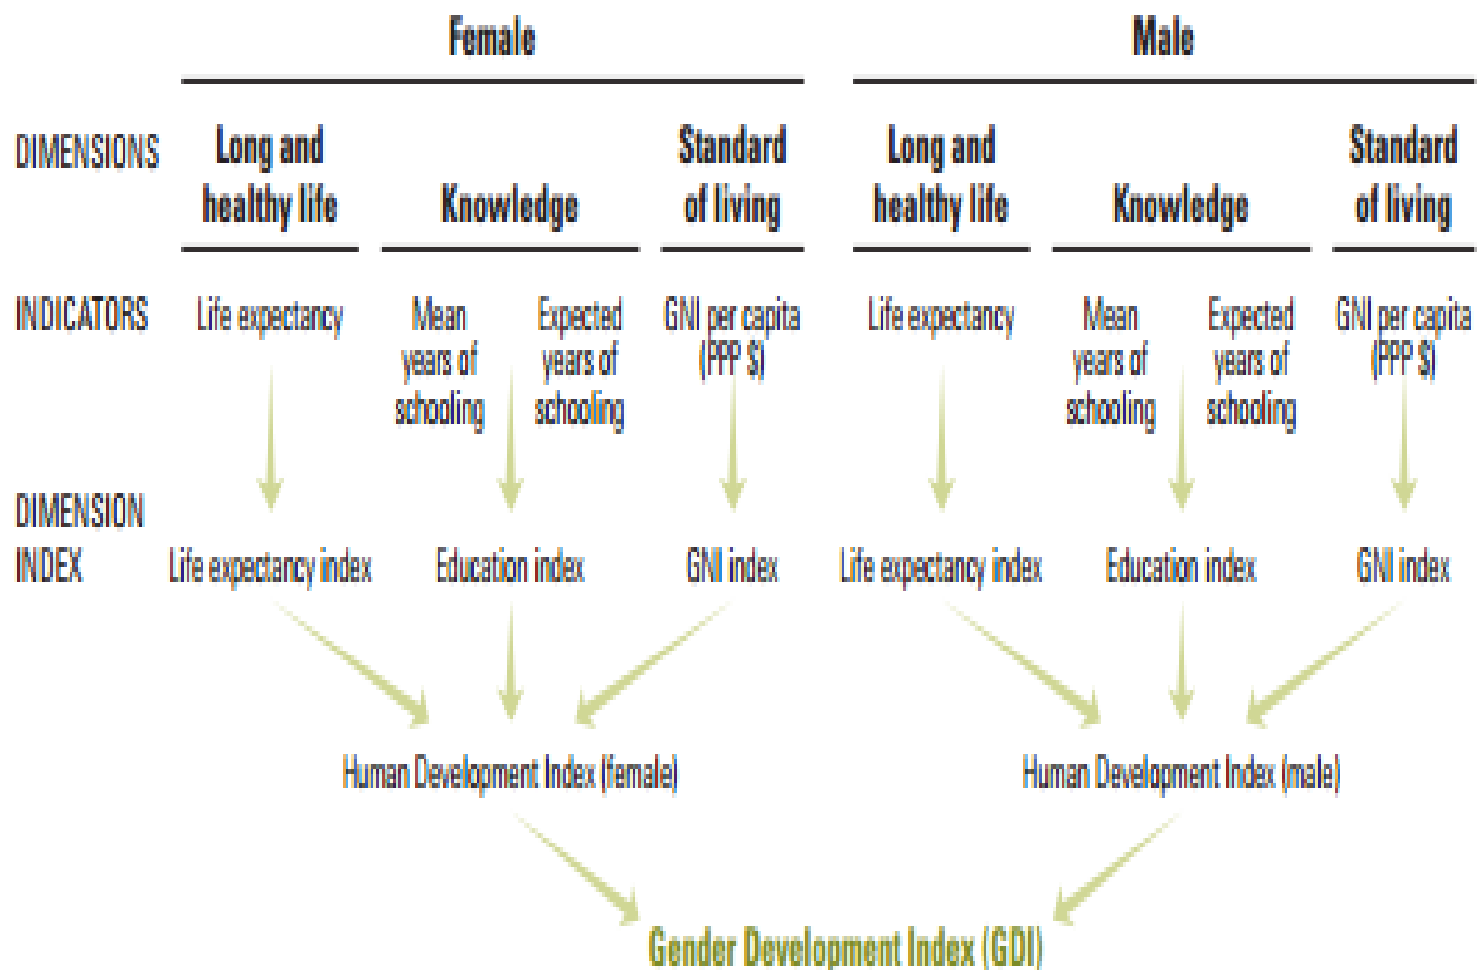 Female Male
DIMENSIONS Long and Standard Long and Standard
healthy life Knowledge of living healthy life Knowledge of living
INDICATORS Life expectancy Mean Expected GNI per capita Life expectancy Mean Expected GNI per capita
years of years of (PPP $) years of years of (PPP $)
schooling schooling schooling schooling
DIMENSION
INDEX Life expectancy index Education index GNI index Life expectancy index Education index GNI index
Human Development Index (female) Human Development Index (male)
Gender Development Index (GDI)